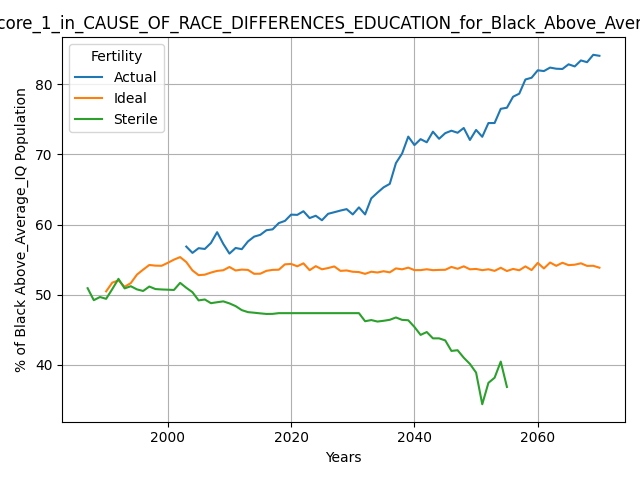 core_1_in_CAUSE_OF_RACE_DIFFERENCES_EDUCATION_for_Black_Above_Aver
Fertility
Actual
Ideal
Sterile
% of Black Above_Average_IQ Population
80
70
60
50
40
2000
2020
2040
2060
Years